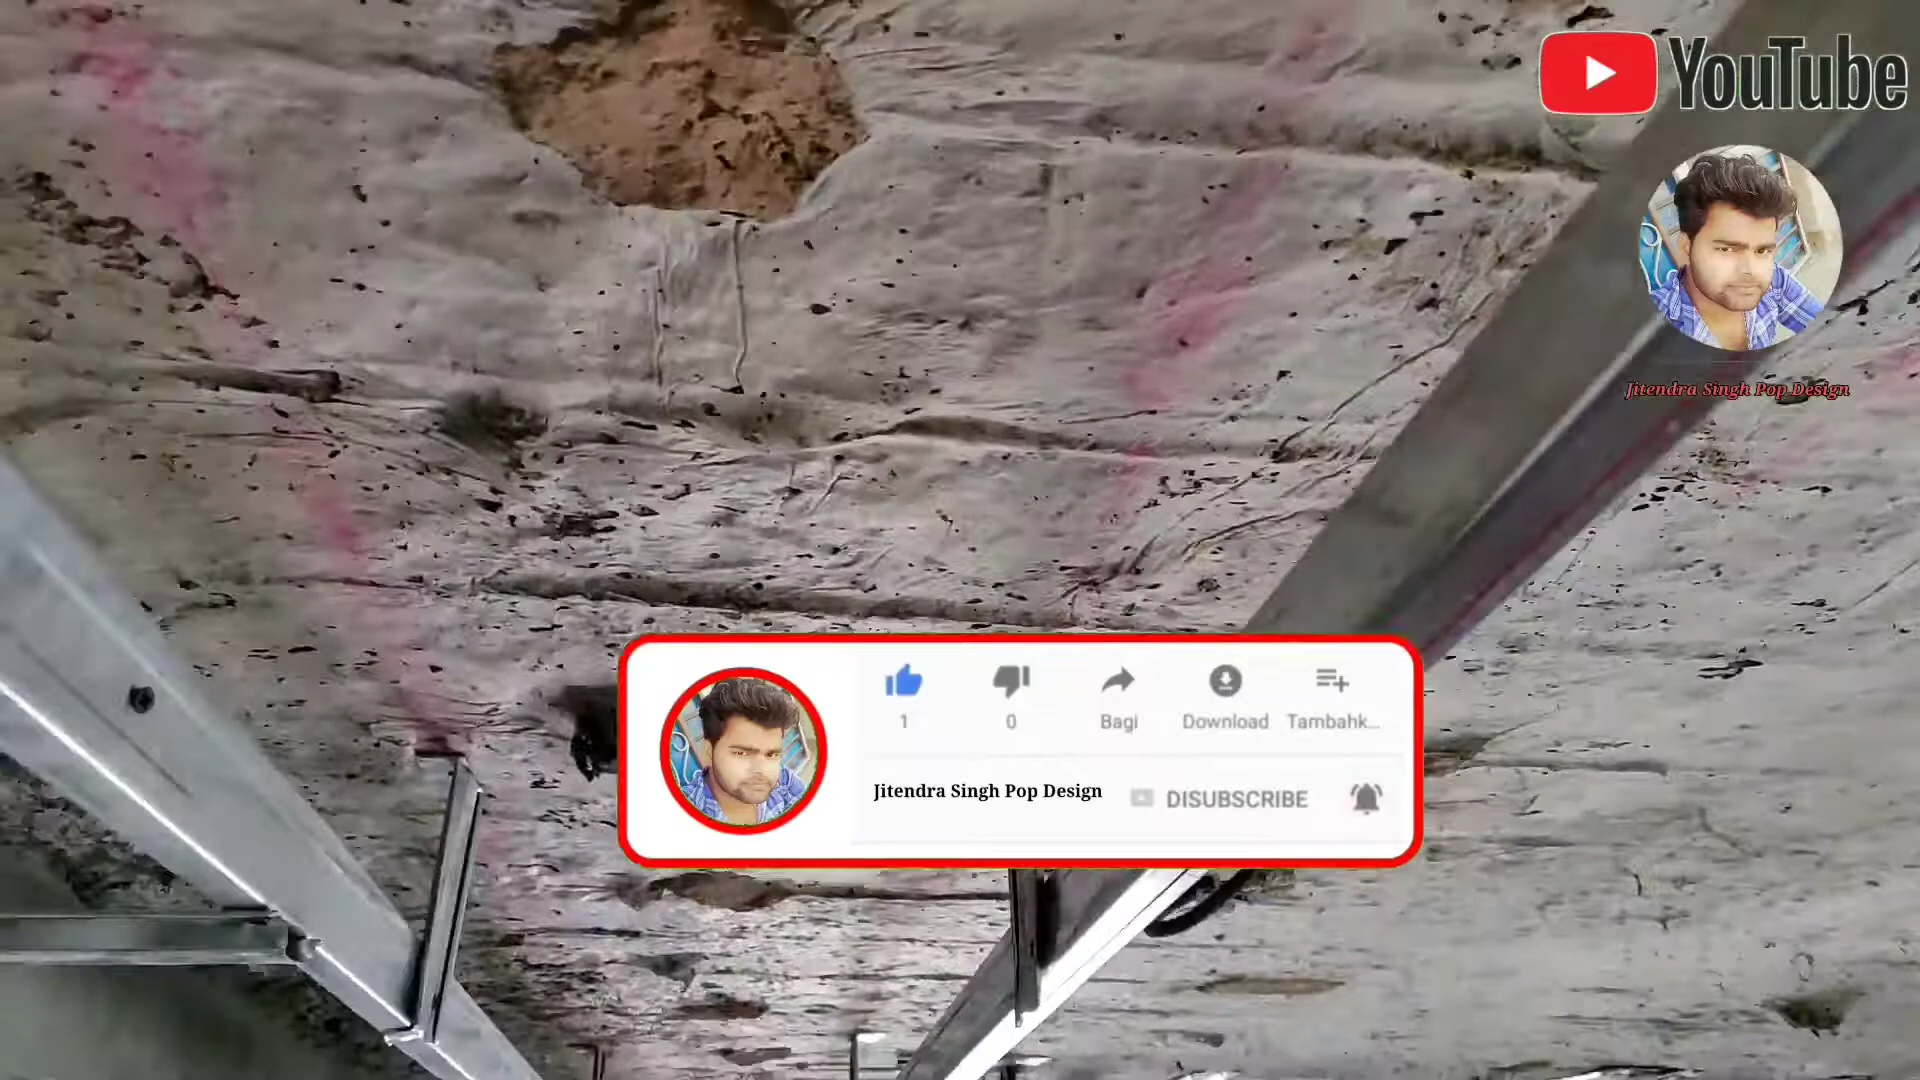 YouTube
Jitendra Singh Pop Design
1
0
Bagi
Download
Tambahk...
Jitendra Singh Pop Design
DISUBSCRIBE